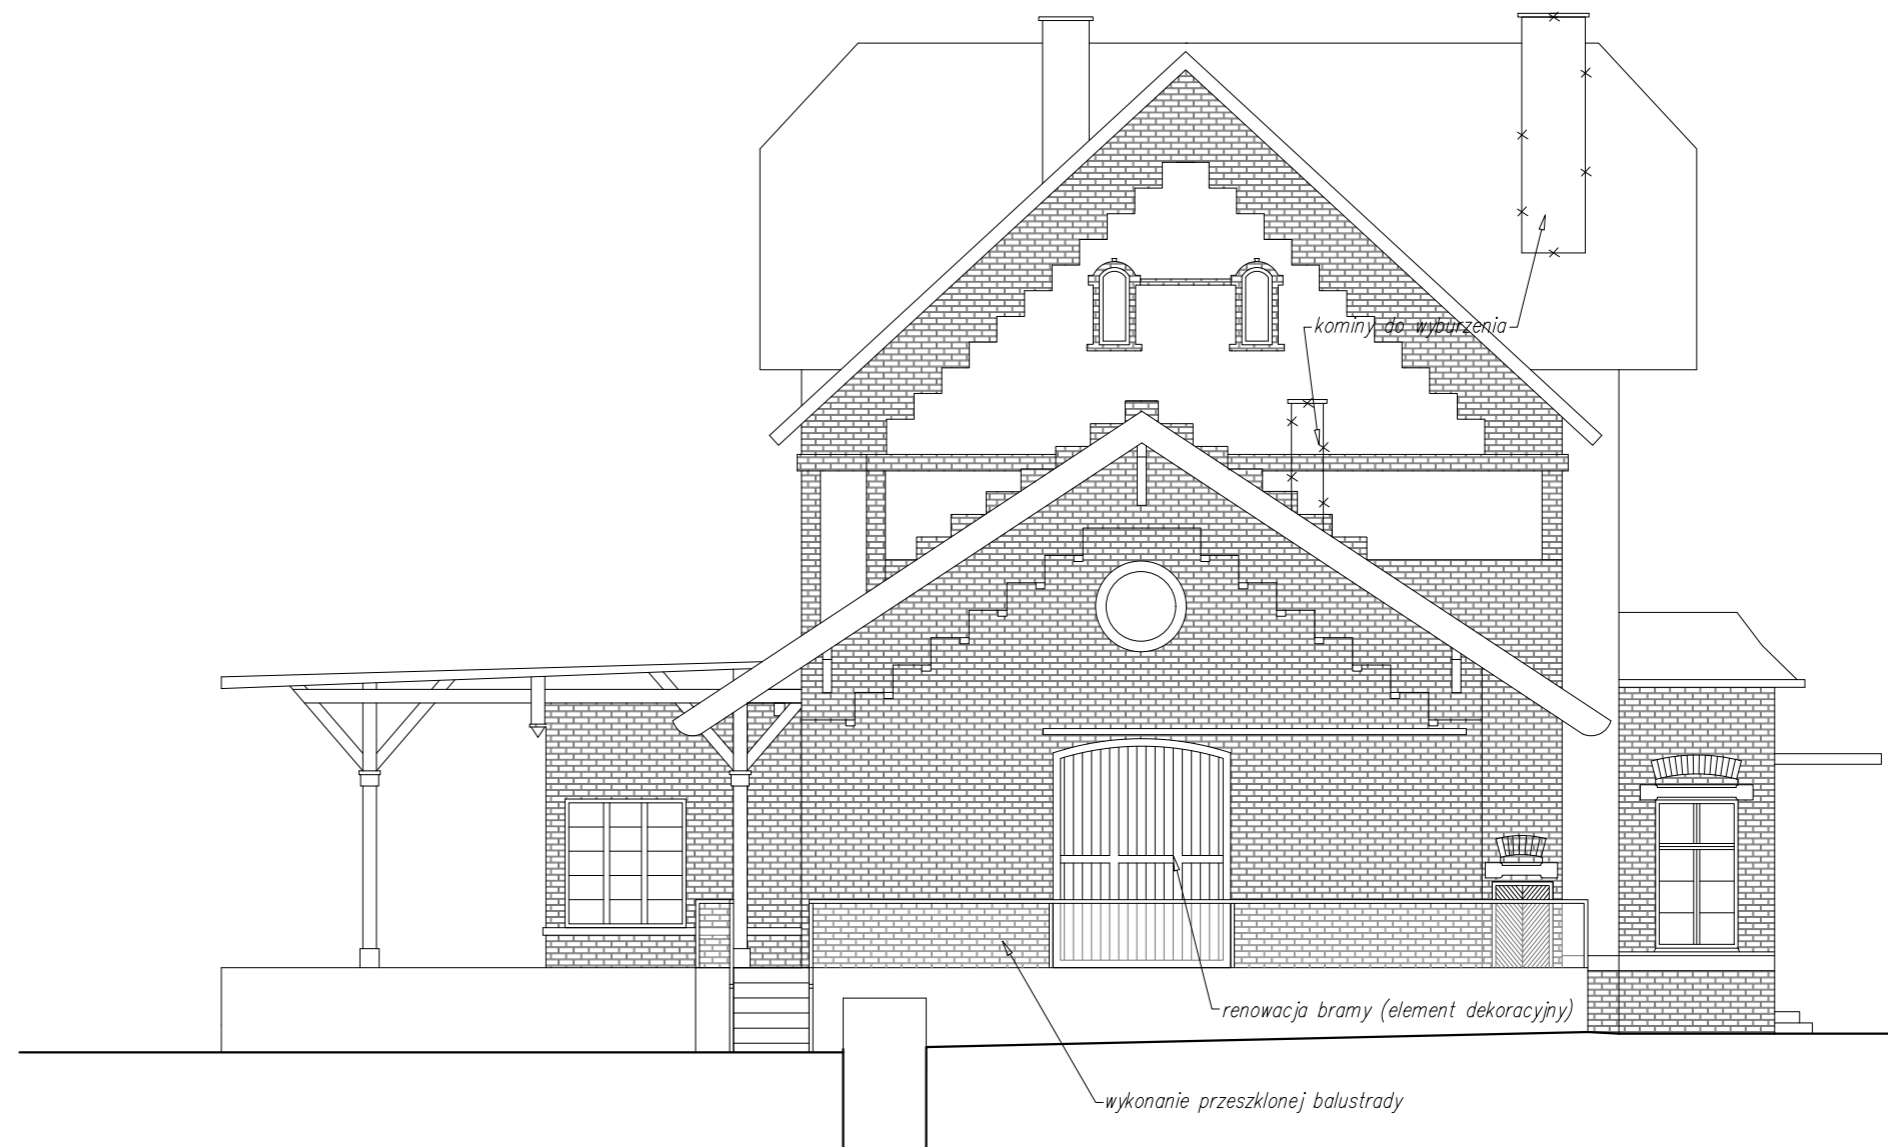 kominy do wyburzenia
renowacja bramy (element dekoracyjny)
wykonanie przeszklonej balustrady